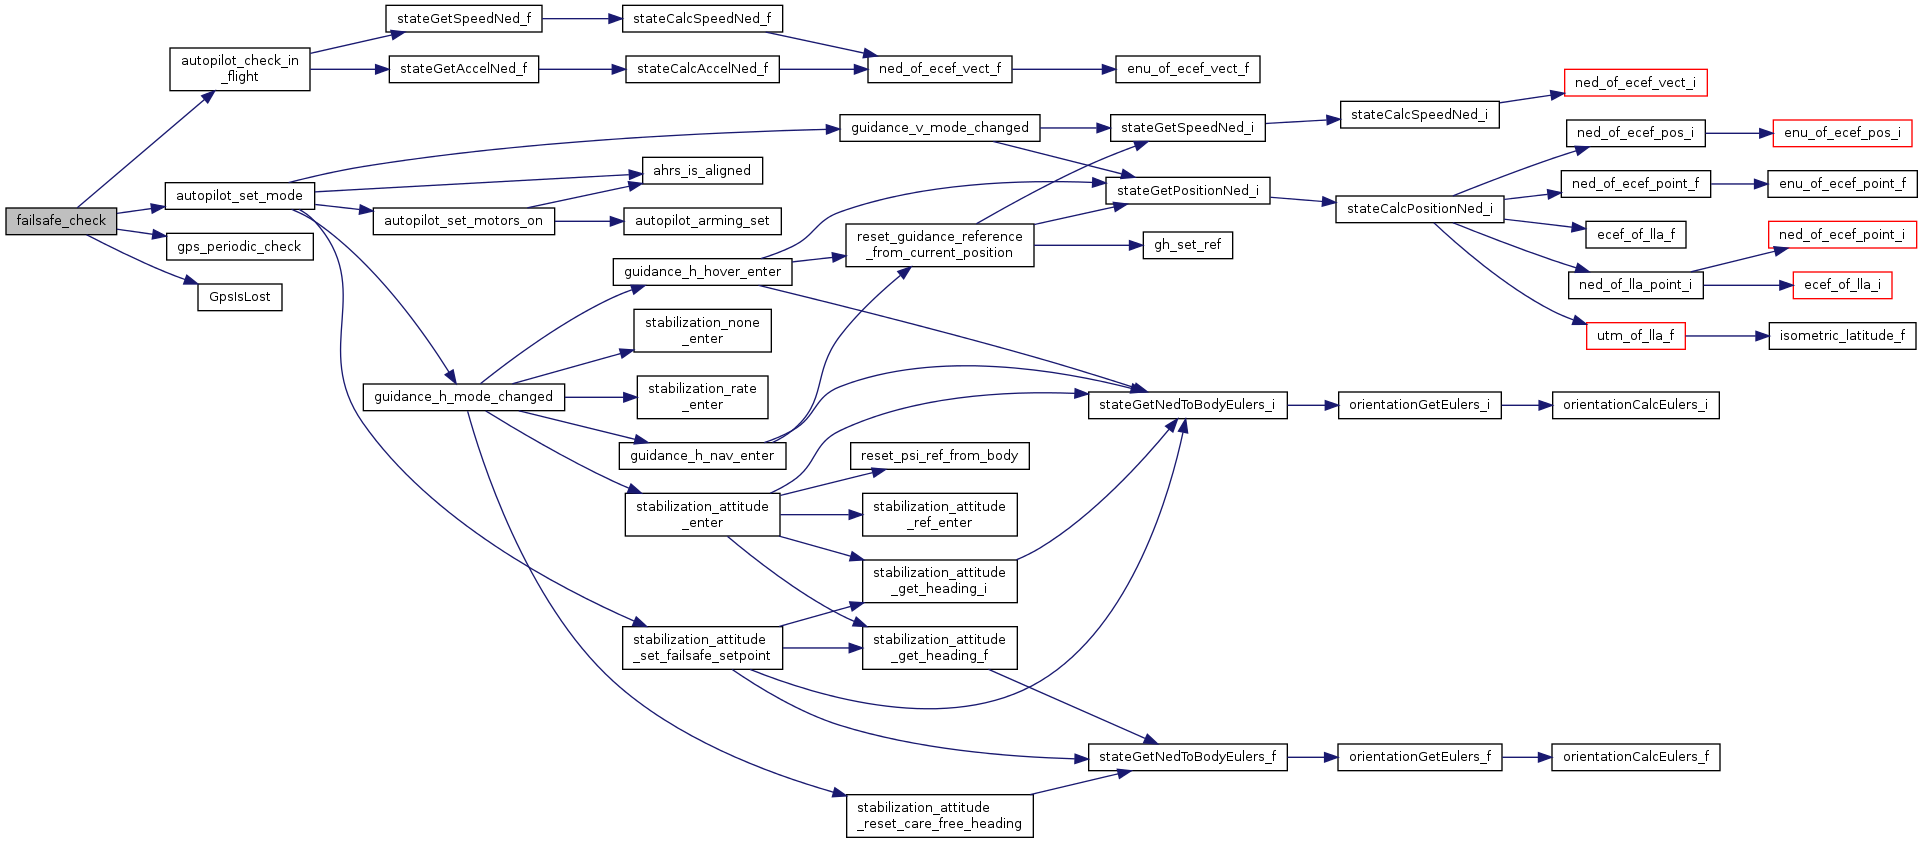 failsafe_check
autopilot_check_in
_flight
autopilot_set_mode
gps_periodic_check
GpsIsLost
stateGetSpeedNed_f
stateGetAccelNed_f
autopilot_set_motors_on
guidance_h_mode_changed
stateCalcSpeedNed_f
stateCalcAccelNed_f
ahrs_is_aligned
autopilot_arming_set
guidance_h_hover_enter
stabilization_none
_enter
stabilization_rate
_enter
guidance_h_nav_enter
stabilization_attitude
_enter
stabilization_attitude
_set_failsafe_setpoint
ned_of_ecef_vect_f
guidance_v_mode_changed
reset_guidance_reference
_from_current_position
reset_psi_ref_from_body
stabilization_attitude
_ref_enter
stabilization_attitude
_get_heading_i
stabilization_attitude
_get_heading_f
stabilization_attitude
_reset_care_free_heading
enu_of_ecef_vect_f
stateGetSpeedNed_i
stateGetPositionNed_i
gh_set_ref
stateGetNedToBodyEulers_i
stateGetNedToBodyEulers_f
stateCalcSpeedNed_i
stateCalcPositionNed_i
orientationGetEulers_i
orientationGetEulers_f
ned_of_ecef_vect_i
ned_of_ecef_pos_i
ned_of_ecef_point_f
ecef_of_lla_f
ned_of_lla_point_i
utm_of_lla_f
orientationCalcEulers_i
orientationCalcEulers_f
enu_of_ecef_pos_i
enu_of_ecef_point_f
ned_of_ecef_point_i
ecef_of_lla_i
isometric_latitude_f